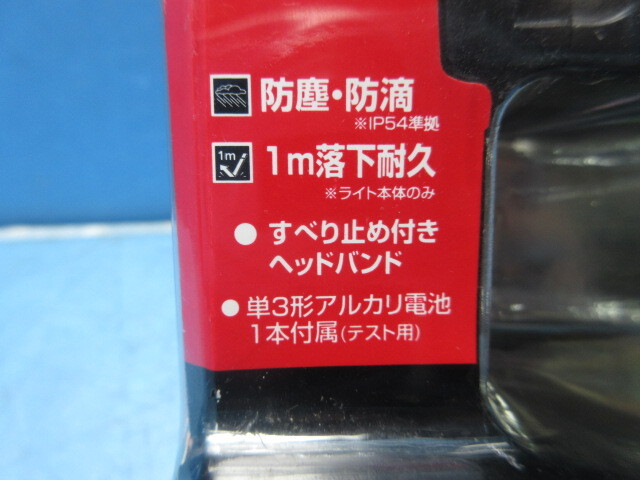 防塵・防滴
※IP54準拠
1m
1m落下耐久
※ライト本体のみ
● すべり止め付き
ヘッドバンド
● 単3形アルカリ電池
1本付属(テスト用)